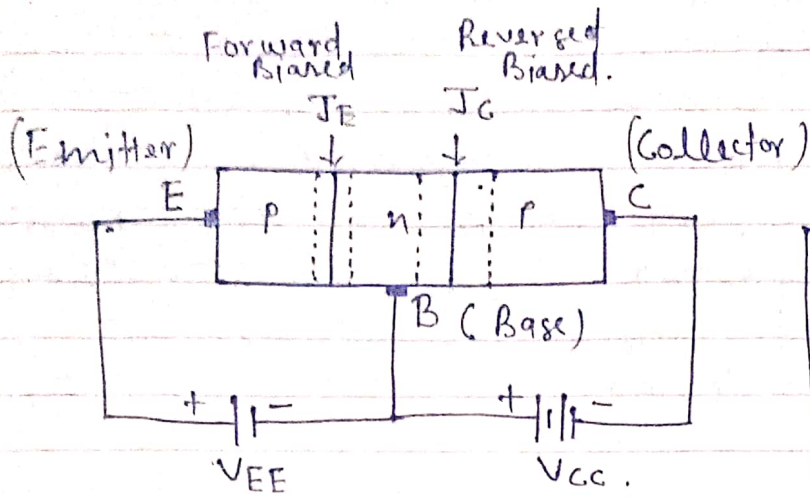 Forward
Biased
Reversed
Biased.
JE
JC
(Emitter)
(Collector)
E
P
n
P
C
B (Base)
+
-
+
-
VEE
VCC.